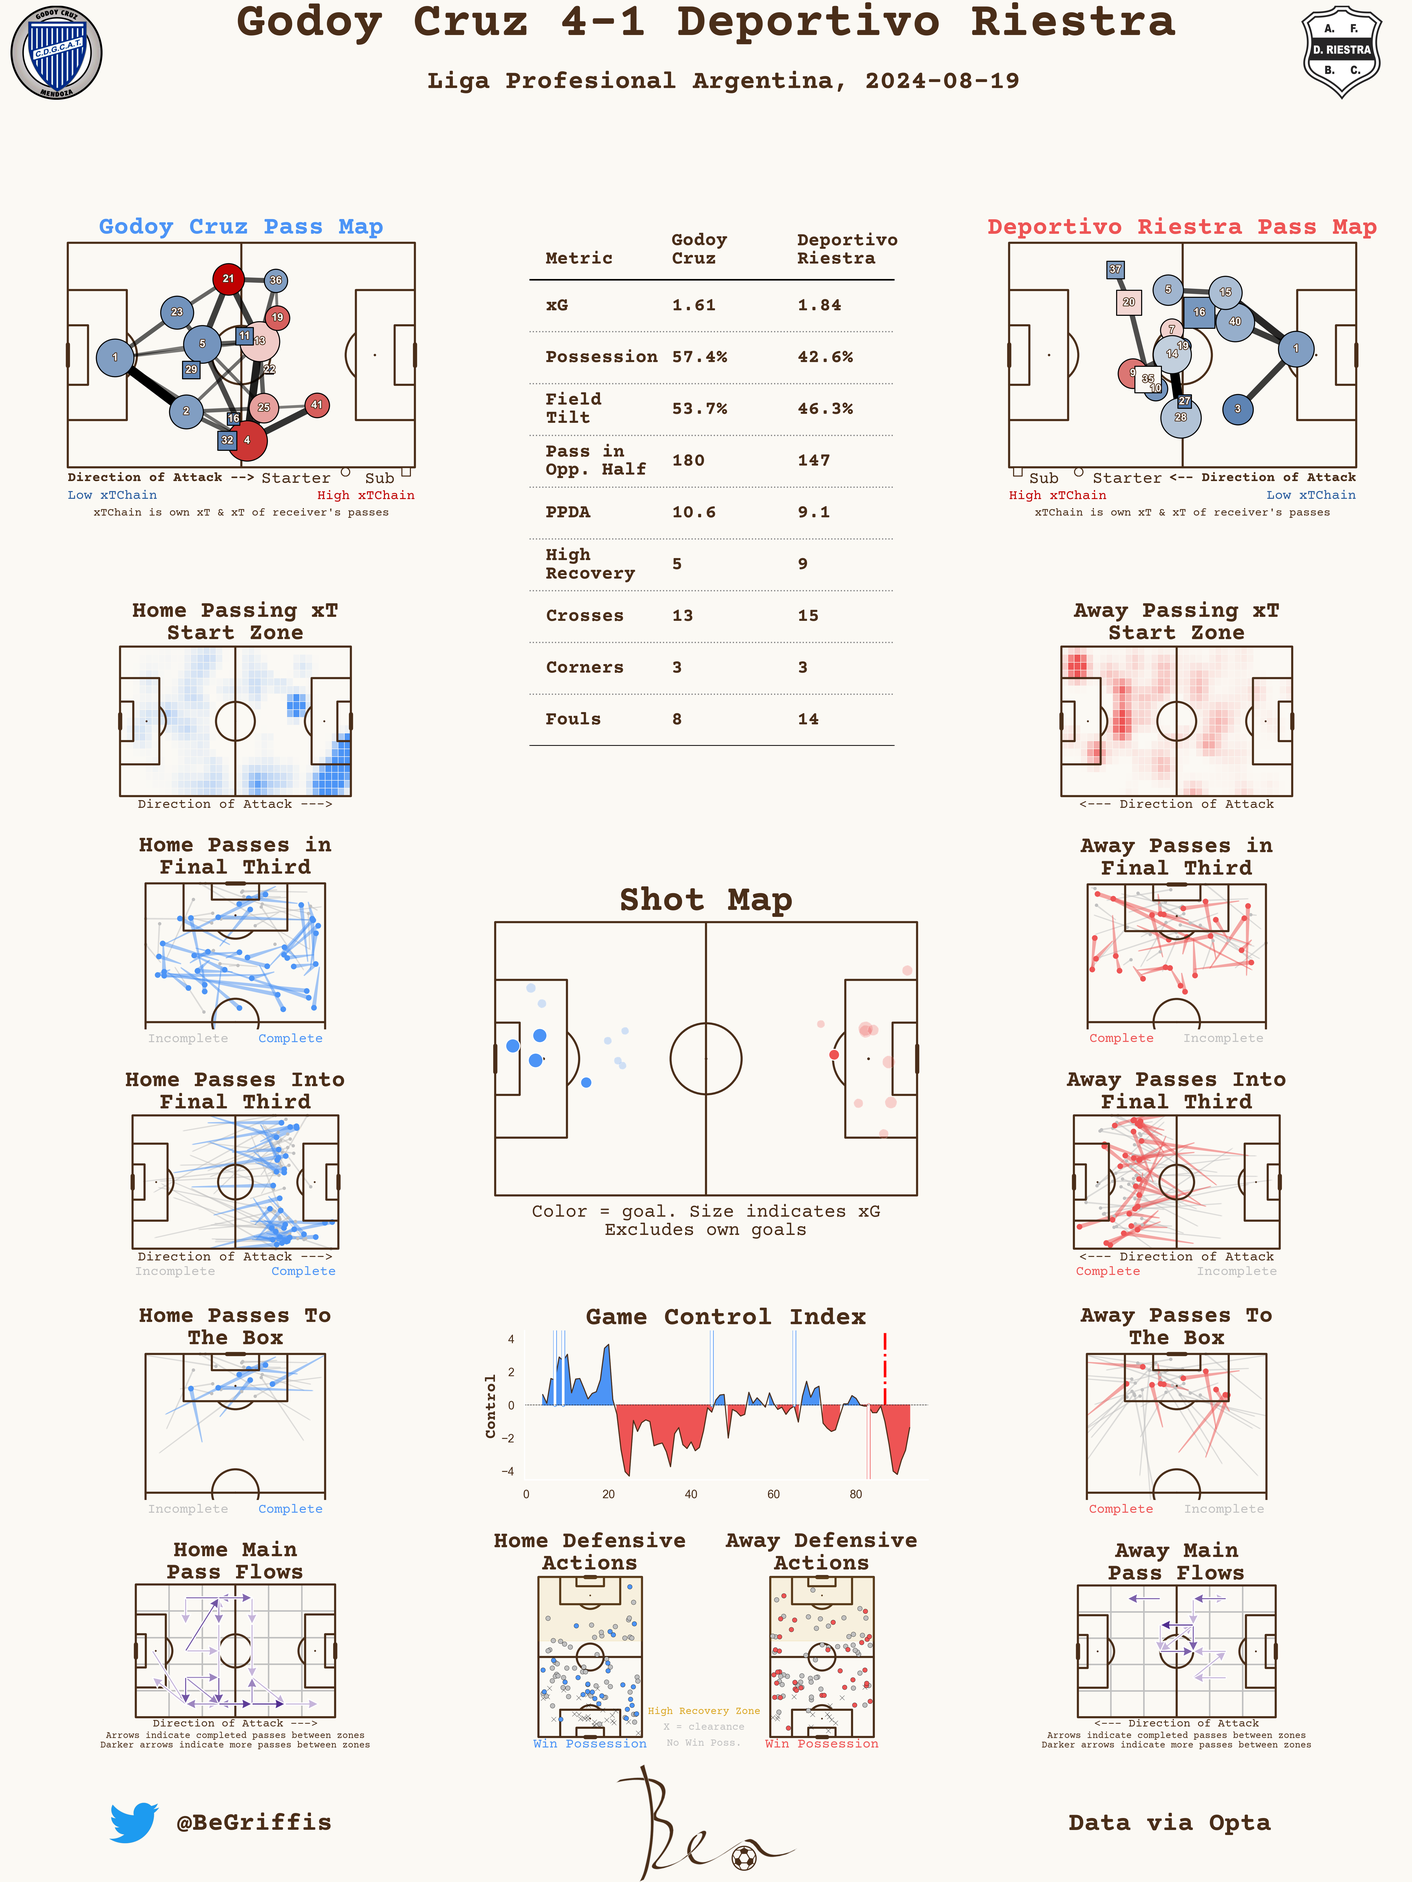 Godoy Cruz 4-1 Deportivo Riestra
Liga Profesional Argentina, 2024-08-19
GODOY CRUZ
C.D.G.C.A.T.
MENDOZA
A. F.
D. RIESTRA
B. C.
Godoy Cruz Pass Map
21
36
23
19
5
11
13
1
29
22
2
25
41
16
32
4
Direction of Attack --> Starter Sub
Low xTChain High xTChain
xTChain is own xT & xT of receiver's passes
Metric Godoy Cruz Deportivo Riestra
xG 1.61 1.84
Possession 57.4% 42.6%
Field Tilt 53.7% 46.3%
Pass in Opp. Half 180 147
PPDA 10.6 9.1
High Recovery 5 9
Crosses 13 15
Corners 3 3
Fouls 8 14
Deportivo Riestra Pass Map
37
5
15
20
16
40
7
19
14
1
9
35
10
27
28
3
Sub Starter <-- Direction of Attack
High xTChain Low xTChain
xTChain is own xT & xT of receiver's passes
Home Passing xT
Start Zone
Direction of Attack --->
Away Passing xT
Start Zone
<--- Direction of Attack
Home Passes in
Final Third
Incomplete Complete
Away Passes in
Final Third
Complete Incomplete
Shot Map
Color = goal. Size indicates xG
Excludes own goals
Home Passes Into
Final Third
Direction of Attack --->
Incomplete Complete
Away Passes Into
Final Third
<--- Direction of Attack
Complete Incomplete
Home Passes To
The Box
Incomplete Complete
Game Control Index
Control
4
2
0
−2
−4
0 20 40 60 80
Away Passes To
The Box
Complete Incomplete
Home Main
Pass Flows
Direction of Attack --->
Arrows indicate completed passes between zones
Darker arrows indicate more passes between zones
Home Defensive
Actions
Win Possession
High Recovery Zone
X = clearance
No Win Poss.
Away Defensive
Actions
Win Possession
Away Main
Pass Flows
<--- Direction of Attack
Arrows indicate completed passes between zones
Darker arrows indicate more passes between zones
@BeGriffis
Ben
Data via Opta